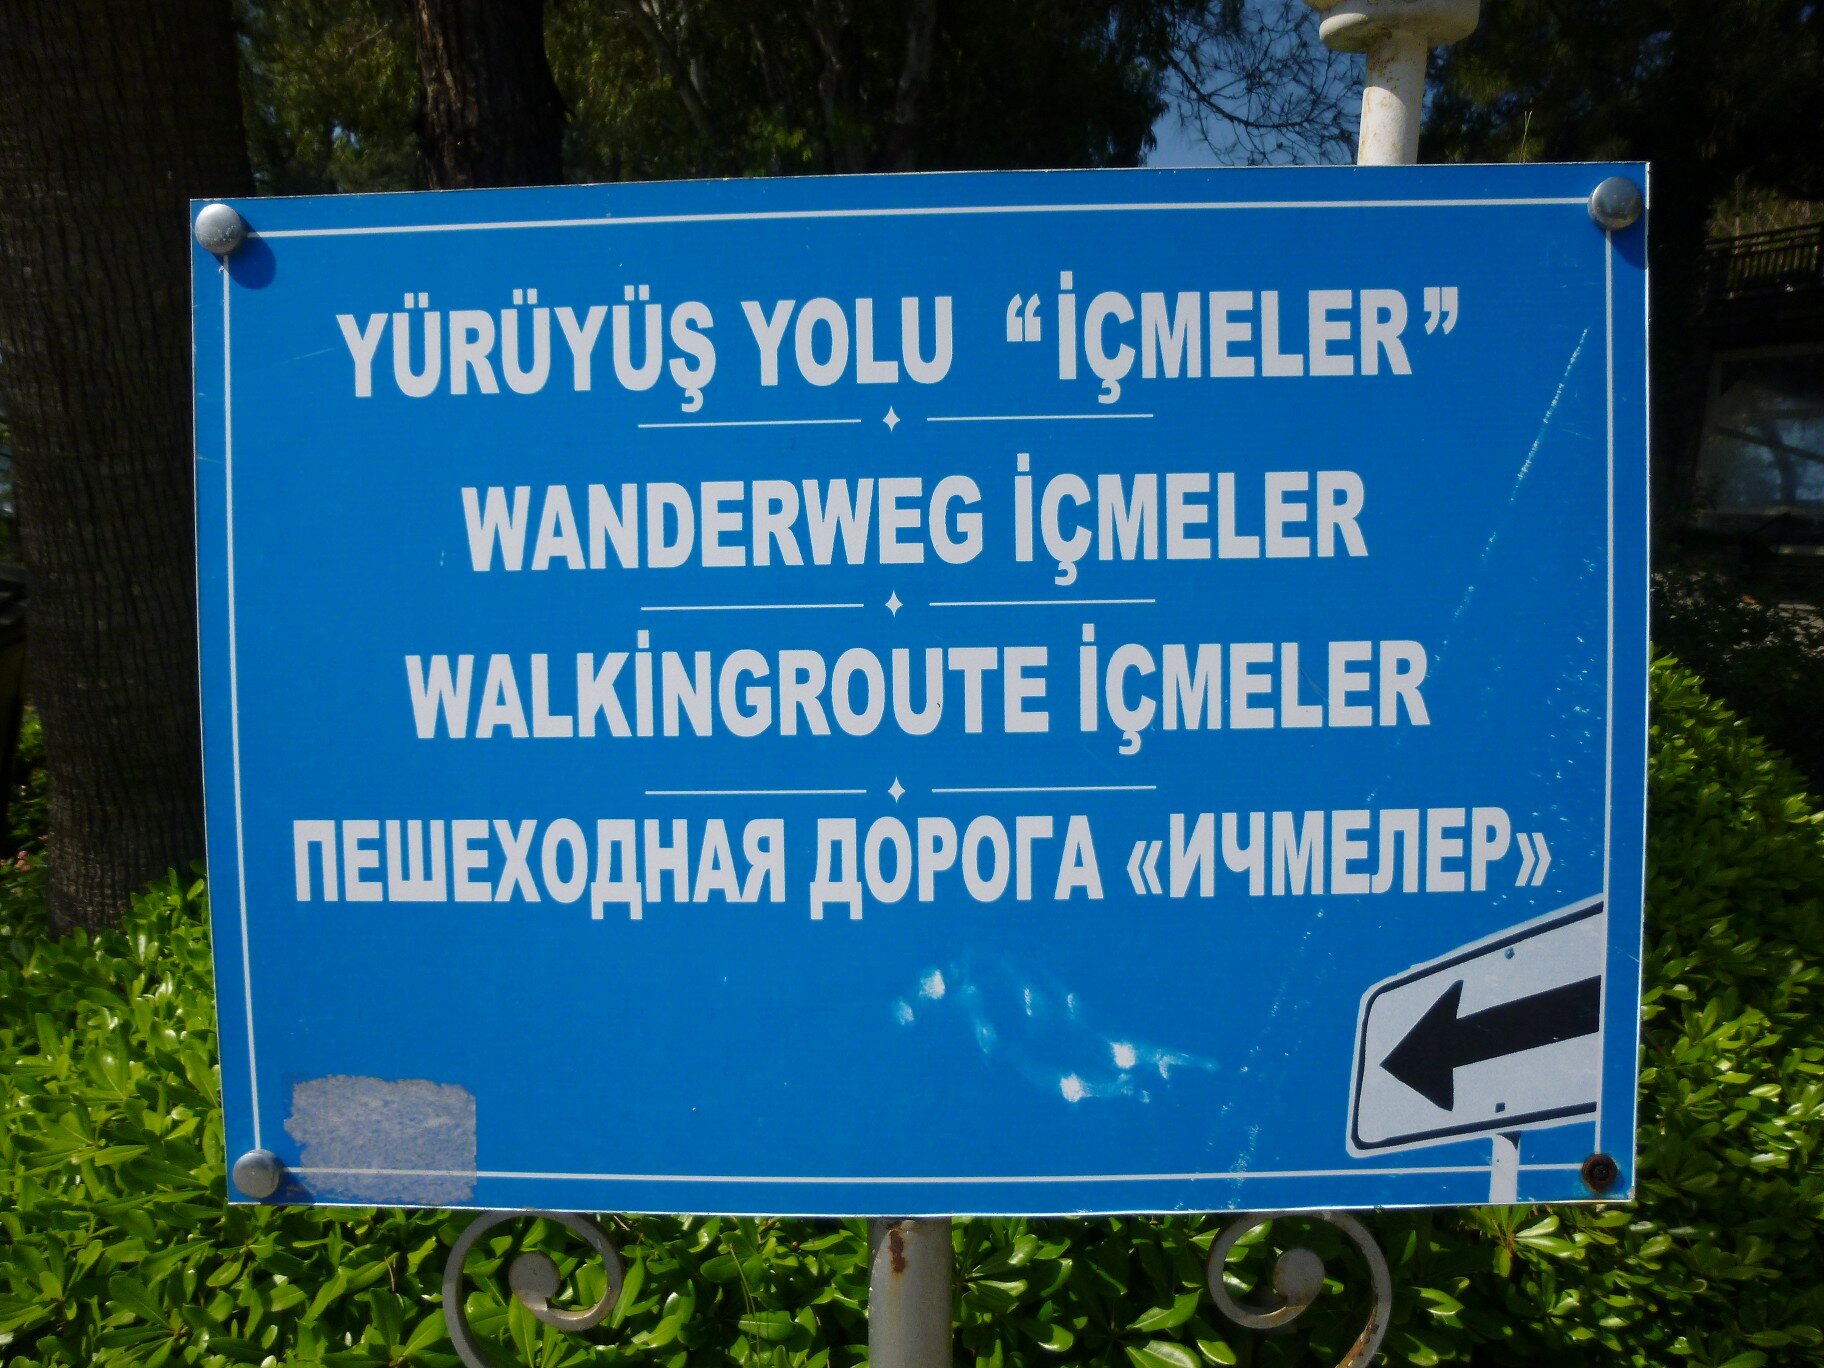 YÜRÜYÜŞ YOLU “İÇMELER”
WANDERWEG İÇMELER
WALKİNGROUTE İÇMELER
ПЕШЕХОДНАЯ ДОРОГА «ИЧМЕЛЕР»